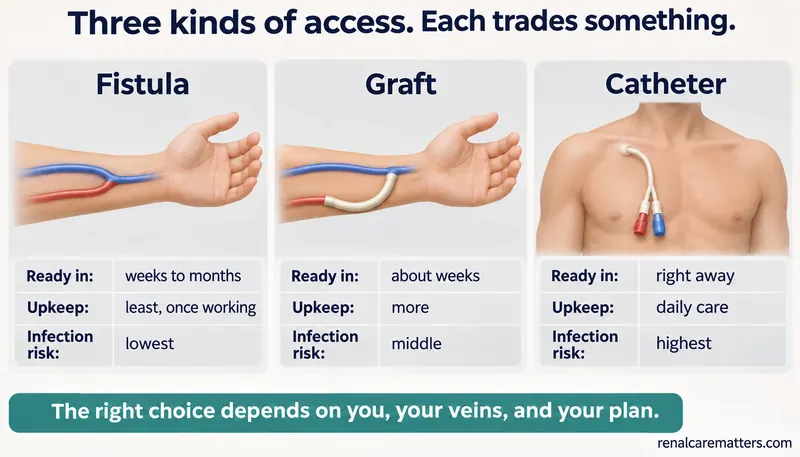 Three kinds of access. Each trades something.
Fistula
Ready in: weeks to months
Upkeep: least, once working
Infection risk: lowest
Graft
Ready in: about weeks
Upkeep: more
Infection risk: middle
Catheter
Ready in: right away
Upkeep: daily care
Infection risk: highest
The right choice depends on you, your veins, and your plan.
renalcarematters.com